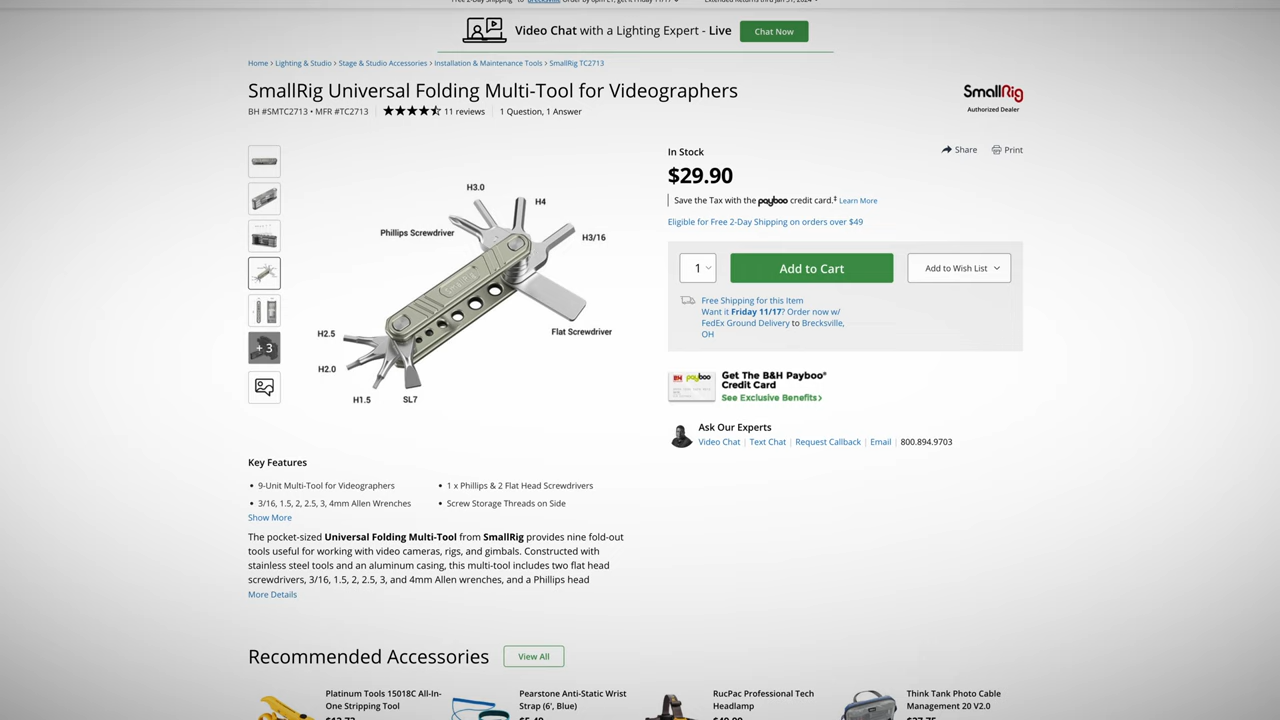 Video Chat with a Lighting Expert - Live
Chat Now
Home › Lighting & Studio › Stage & Studio Accessories › Installation & Maintenance Tools › SmallRig TC2713
SmallRig Universal Folding Multi-Tool for Videographers
SmallRig
Authorized Dealer
BH #SMTC2713 • MFR #TC2713
11 reviews
1 Question, 1 Answer
In Stock
Share
Print
$29.90
Save the Tax with the payboo credit card.‡ Learn More
Eligible for Free 2-Day Shipping on orders over $49
1
Add to Cart
Add to Wish List
Free Shipping for this Item
Want it Friday 11/17? Order now w/
FedEx Ground Delivery to Brecksville,
OH
H3.0
H4
Phillips Screwdriver
H3/16
Flat Screwdriver
H2.5
H2.0
H1.5
SL7
+ 3
Get The B&H Payboo®
Credit Card
See Exclusive Benefits›
Ask Our Experts
Video Chat | Text Chat | Request Callback | Email | 800.894.9703
Key Features
• 9-Unit Multi-Tool for Videographers
• 1 x Phillips & 2 Flat Head Screwdrivers
• 3/16, 1.5, 2, 2.5, 3, 4mm Allen Wrenches
• Screw Storage Threads on Side
Show More
The pocket-sized Universal Folding Multi-Tool from SmallRig provides nine fold-out
tools useful for working with video cameras, rigs, and gimbals. Constructed with
stainless steel tools and an aluminum casing, this multi-tool includes two flat head
screwdrivers, 3/16, 1.5, 2, 2.5, 3, and 4mm Allen wrenches, and a Phillips head
More Details
Recommended Accessories
View All
Platinum Tools 15018C All-In-
One Stripping Tool
Pearstone Anti-Static Wrist
Strap (6', Blue)
RucPac Professional Tech
Headlamp
Think Tank Photo Cable
Management 20 V2.0